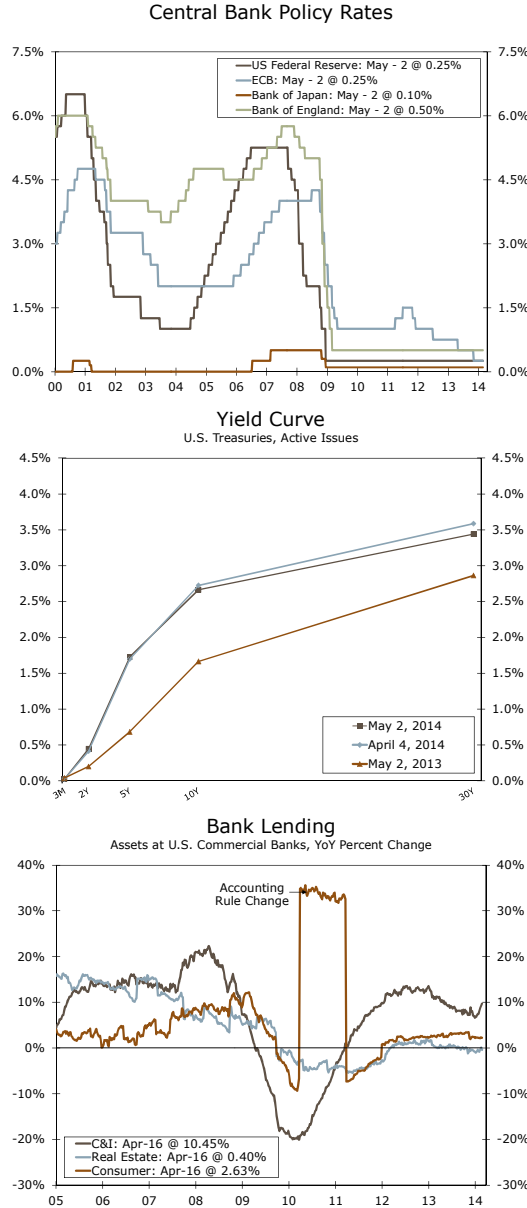 Central Bank Policy Rates
7.5% 7.5%
US Federal Reserve: May - 2 @ 0.25%
ECB: May - 2 @ 0.25%
Bank of Japan: May - 2 @ 0.10%
Bank of England: May - 2 @ 0.50%
6.0% 6.0%
4.5% 4.5%
3.0% 3.0%
1.5% 1.5%
0.0% 0.0%
00 01 02 03 04 05 06 07 08 09 10 11 12 13 14
Yield Curve
U.S. Treasuries, Active Issues
4.5% 4.5%
4.0% 4.0%
3.5% 3.5%
3.0% 3.0%
2.5% 2.5%
2.0% 2.0%
1.5% 1.5%
1.0% 1.0%
May 2, 2014
April 4, 2014
May 2, 2013
0.5% 0.5%
0.0% 0.0%
3M 2Y 5Y 10Y 30Y
Bank Lending
Assets at U.S. Commercial Banks, YoY Percent Change
40% 40%
Accounting
Rule Change
30% 30%
20% 20%
10% 10%
0% 0%
-10% -10%
-20% -20%
C&I: Apr-16 @ 10.45%
Real Estate: Apr-16 @ 0.40%
Consumer: Apr-16 @ 2.63%
-30% -30%
05 06 07 08 09 10 11 12 13 14